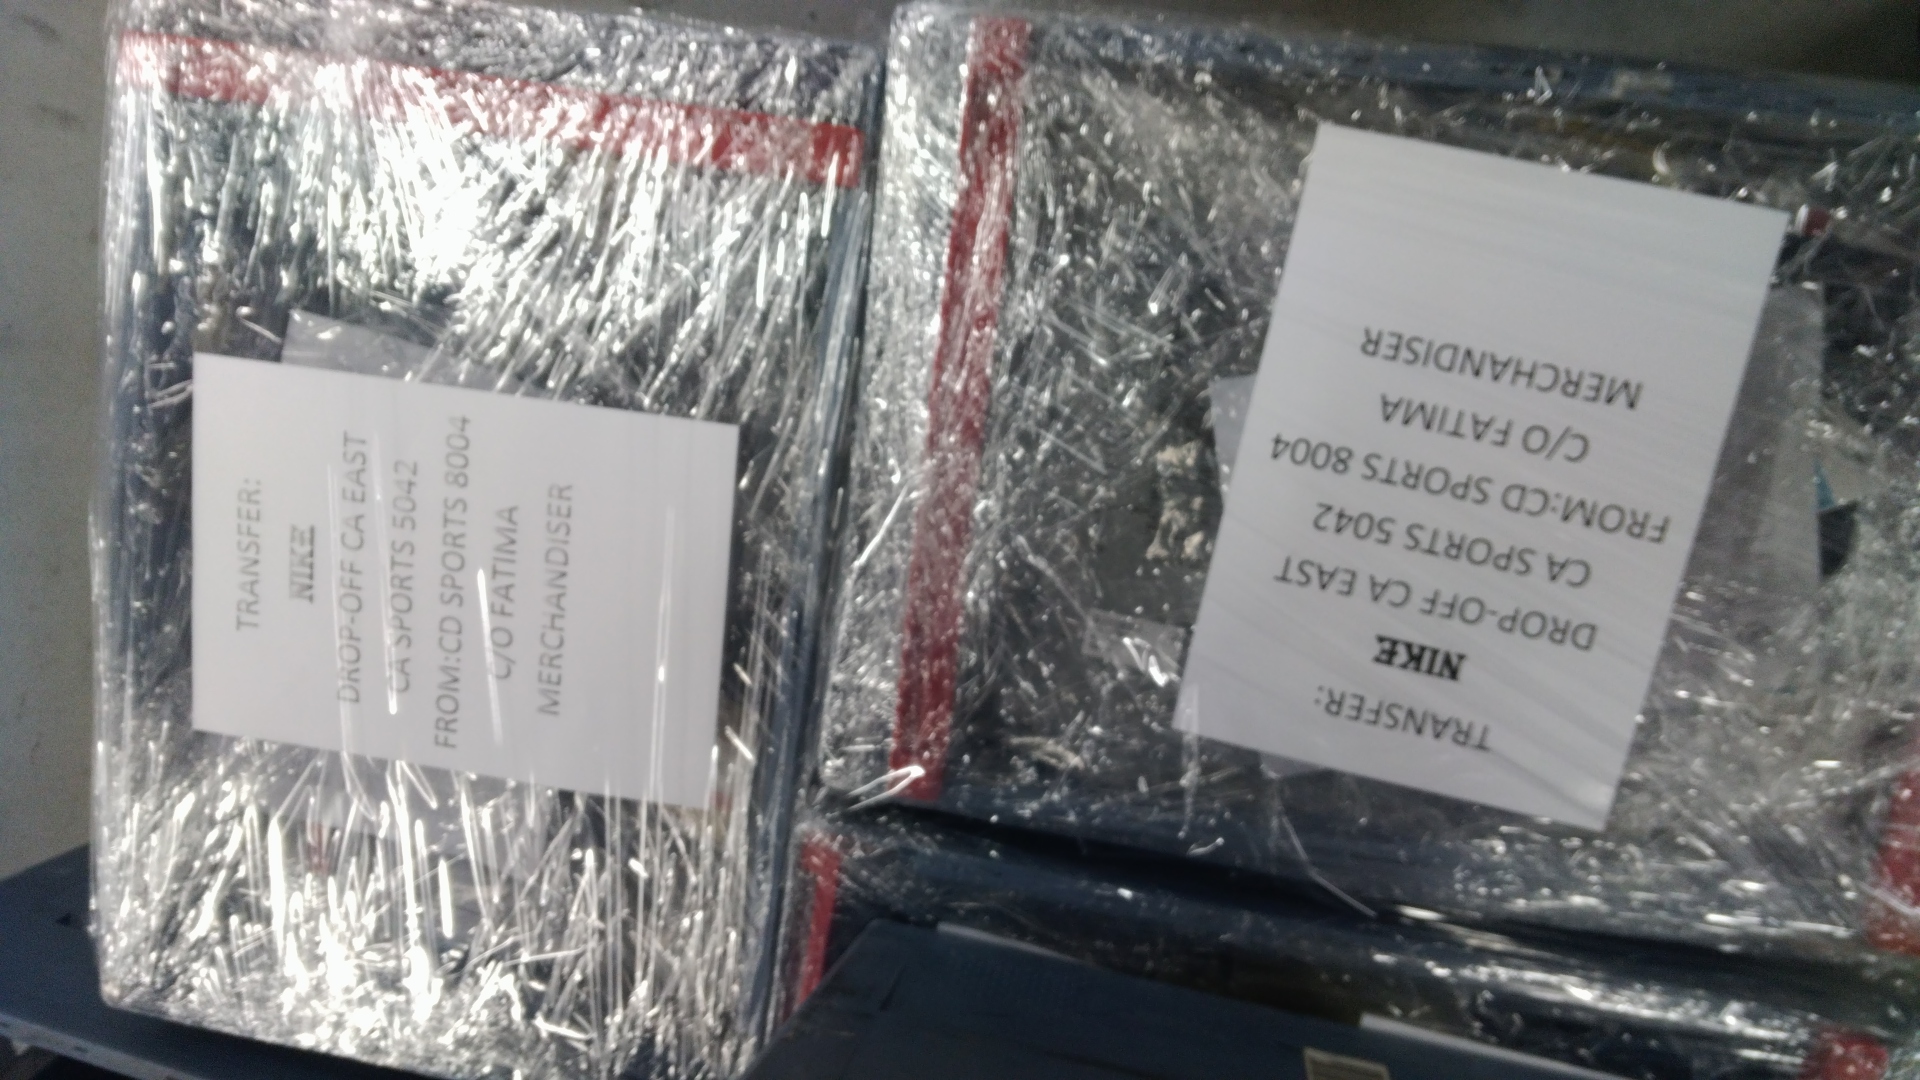 TRANSFER:
NIKE
DROP-OFF CA EAST
CA SPORTS 5042
FROM:CD SPORTS 8004
C/O FATIMA
MERCHANDISER
TRANSFER:
NIKE
DROP-OFF CA EAST
CA SPORTS 5042
FROM:CD SPORTS 8004
C/O FATIMA
MERCHANDISER